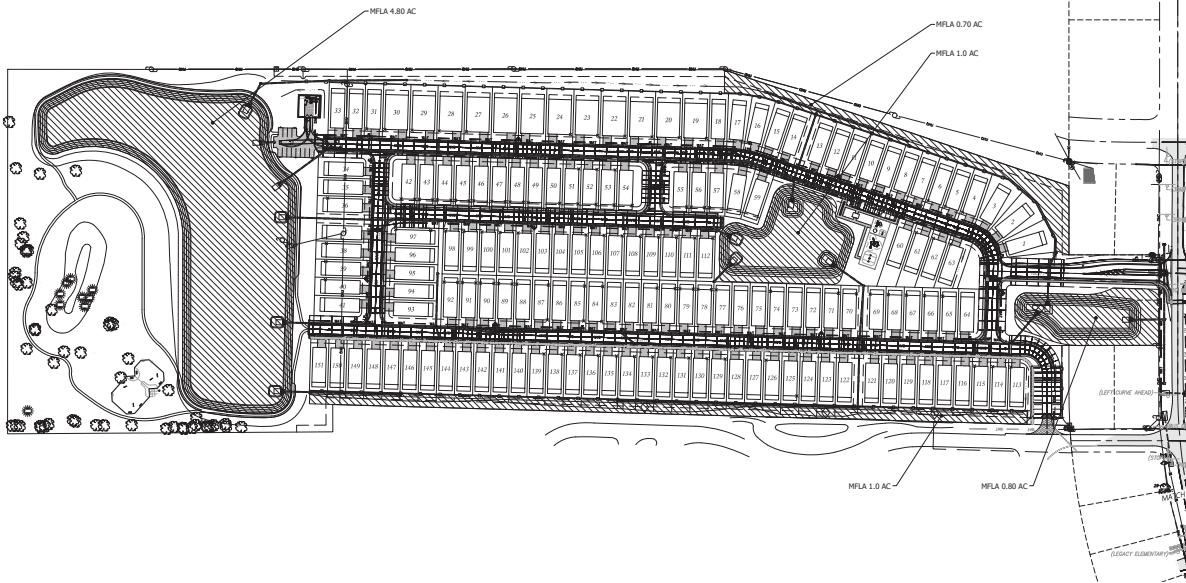 MFLA 4.80 AC
MFLA 0.70 AC
MFLA 1.0 AC
33 32 31 30 29 28 27 26 25 24 23 22 21 20 19 18 17 16 15 14
13 12 11 10 9 8 7 6 5 4 3 2 1
34
35
36
38
39
40
41
42 43 44 45 46 47 48 49 50 51 52 53 54
55 56 57 58 59
60 61 62 63
97
96
95
94
93
98 99 100 101 102 103 104 105 106 107 108 109 110 111 112
92 91 90 89 88 87 86 85 84 83 82 81 80 79 78 77 76 75 74 73 72 71 70
69 68 67 66 65 64
151 150 149 148 147 146 145 144 143 142 141 140 139 138 137 136 135 134 133 132 131 130 129 128 127 126 125 124 123 122
121 120 119 118 117 116 115 114 113
(LEFT CURVE AHEAD)
MFLA 1.0 AC
MFLA 0.80 AC
(LEGACY ELEMENTARY)